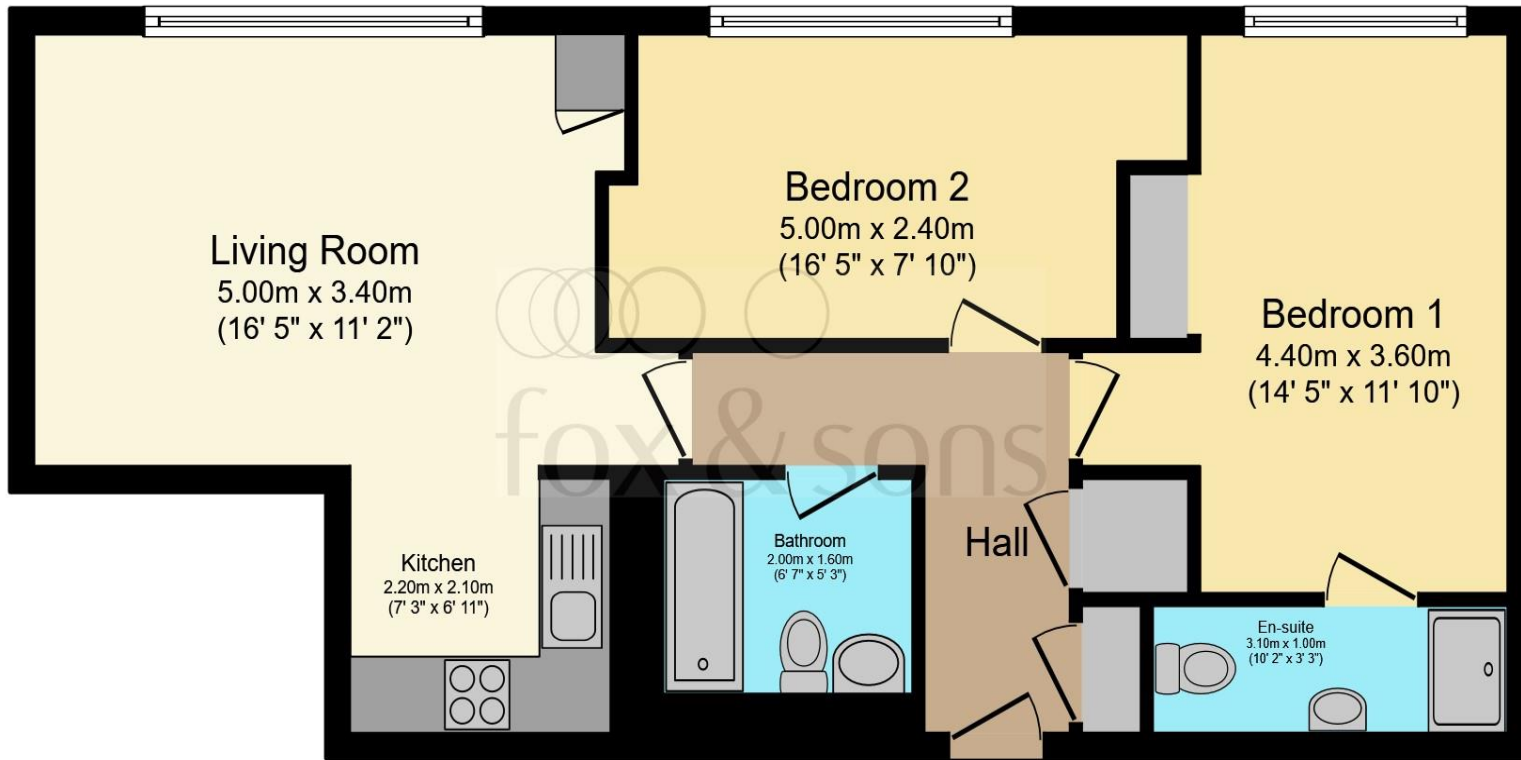 Living Room
5.00m x 3.40m
(16' 5" x 11' 2")
Bedroom 2
5.00m x 2.40m
(16' 5" x 7' 10")
Bedroom 1
4.40m x 3.60m
(14' 5" x 11' 10")
fox & sons
Kitchen
2.20m x 2.10m
(7' 3" x 6' 11")
Bathroom
2.00m x 1.60m
(6' 7" x 5' 3")
Hall
En-suite
3.10m x 1.00m
(10' 2" x 3' 3")